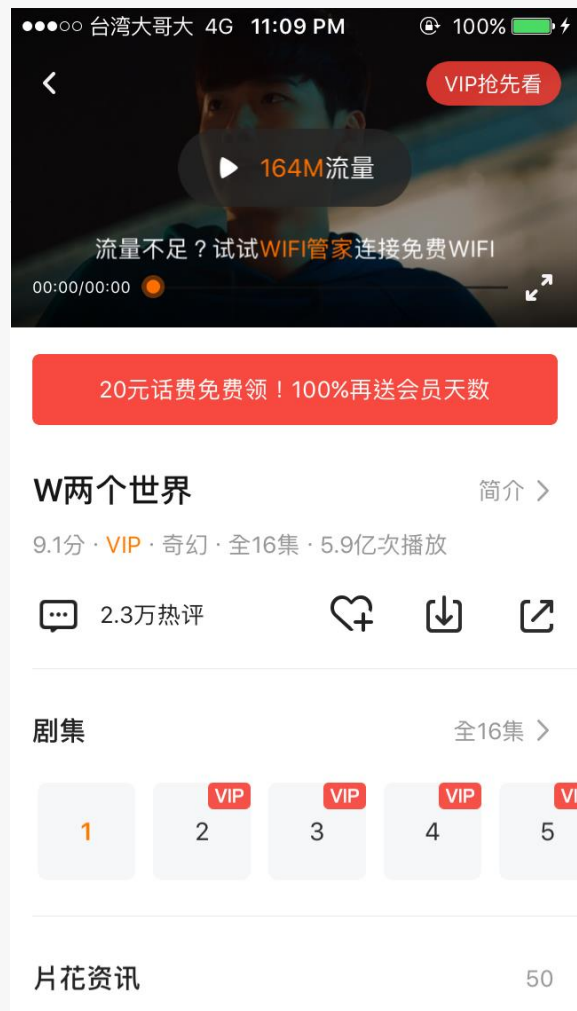 台湾大哥大 4G 11:09 PM 100%
VIP抢先看
164M流量
流量不足？试试WIFI管家连接免费WIFI
00:00/00:00
20元话费免费领！100%再送会员天数
W两个世界 简介
9.1分 · VIP · 奇幻 · 全16集 · 5.9亿次播放
2.3万热评
剧集 全16集
VIP VIP VIP VI
1 2 3 4 5
片花资讯 50